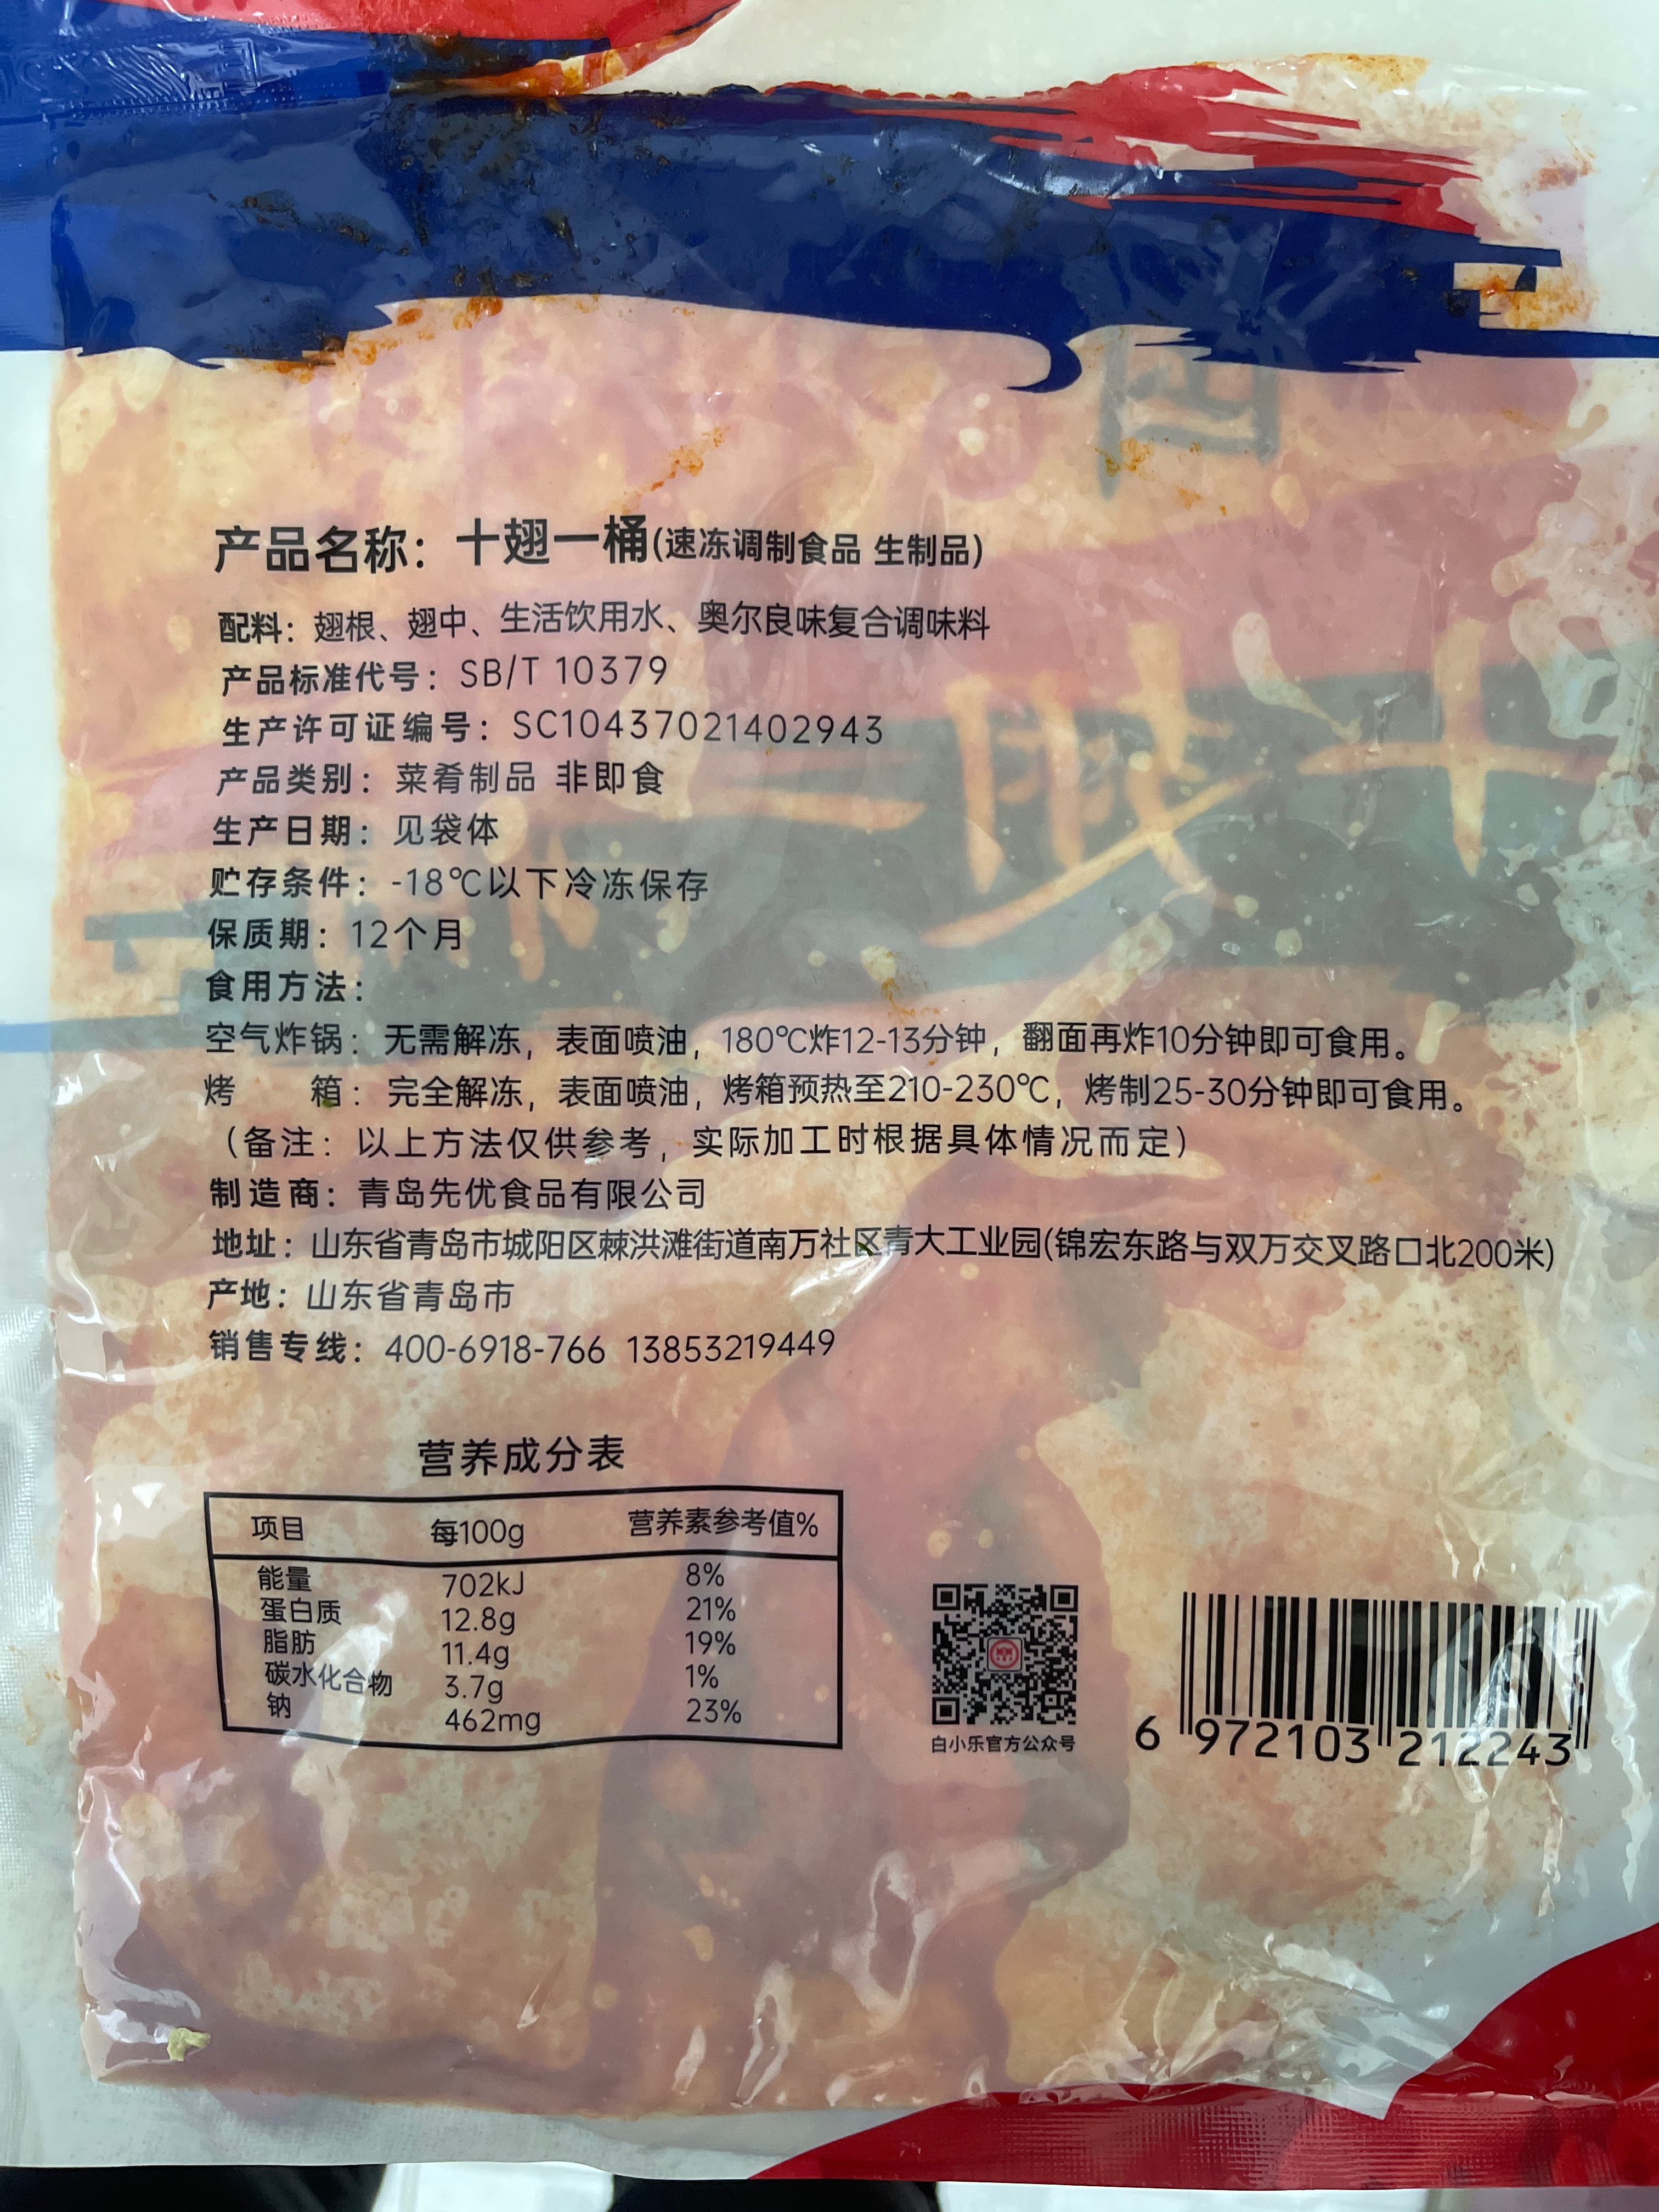 产品名称：十翅一桶(速冻调制食品 生制品)
配料：翅根、翅中、生活饮用水、奥尔良味复合调味料
产品标准代号：SB/T 10379
生产许可证编号：SC10437021402943
产品类别：菜肴制品 非即食
生产日期：见袋体
贮存条件：-18℃以下冷冻保存
保质期：12个月
食用方法：
空气炸锅：无需解冻，表面喷油，180℃炸12-13分钟，翻面再炸10分钟即可食用。
烤 箱：完全解冻，表面喷油，烤箱预热至210-230℃，烤制25-30分钟即可食用。
（备注：以上方法仅供参考，实际加工时根据具体情况而定）
制造商：青岛先优食品有限公司
地址：山东省青岛市城阳区棘洪滩街道南万社区青大工业园(锦宏东路与双万交叉路口北200米)
产地：山东省青岛市
销售专线：400-6918-766 13853219449
营养成分表
项目 每100g 营养素参考值%
能量 702kJ 8%
蛋白质 12.8g 21%
脂肪 11.4g 19%
碳水化合物 3.7g 1%
钠 462mg 23%
白小乐官方公众号
6 972103 212243